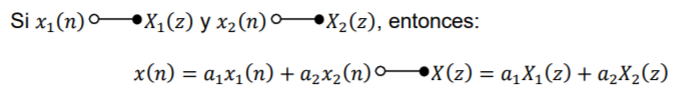 Si x₁(n)○—●X₁(z) y x₂(n)○—●X₂(z), entonces:
x(n) = a₁x₁(n) + a₂x₂(n)○—●X(z) = a₁X₁(z) + a₂X₂(z)